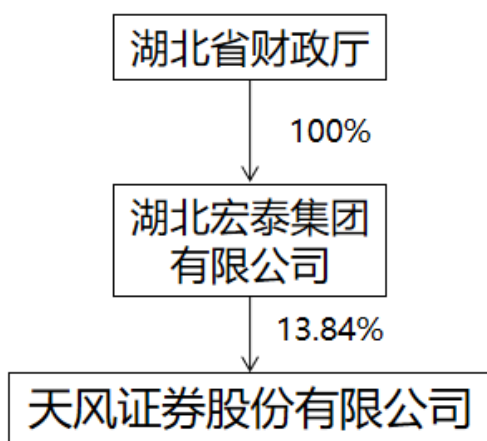 湖北省财政厅
100%
湖北宏泰集团
有限公司
13.84%
天风证券股份有限公司